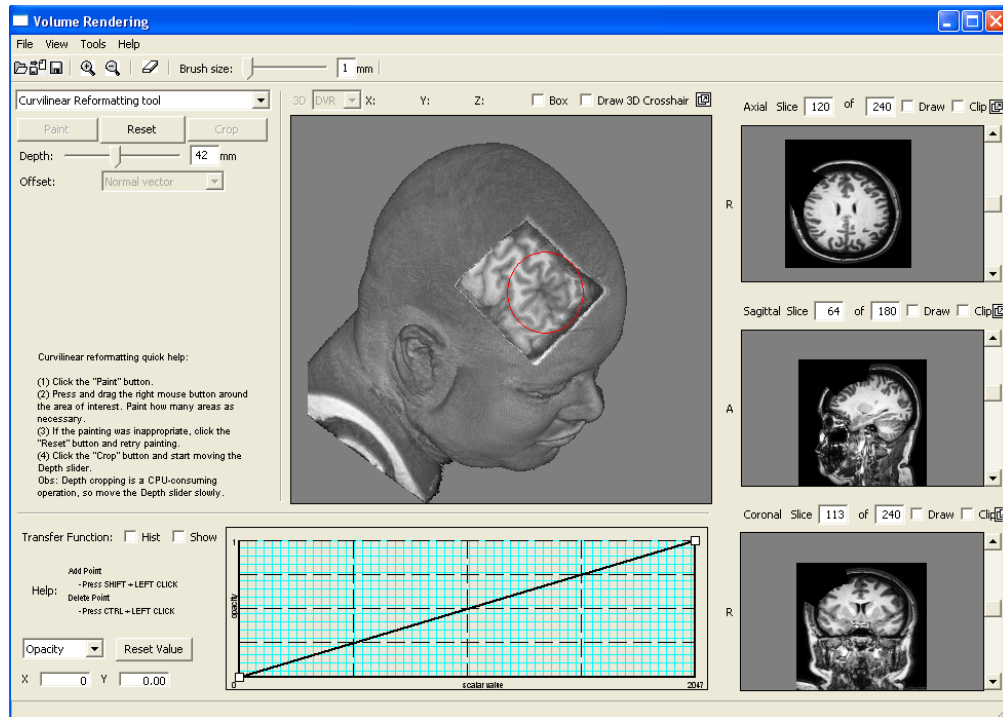 Volume Rendering
File View Tools Help
Brush size: 1 mm
Curvilinear Reformatting tool
Paint Reset Crop
Depth: 42 mm
Offset: Normal vector
Curvilinear reformatting quick help:
(1) Click the "Paint" button.
(2) Press and drag the right mouse button around
the area of interest. Paint how many areas as
necessary.
(3) If the painting was inappropriate, click the
"Reset" button and retry painting.
(4) Click the "Crop" button and start moving the
Depth slider.
Obs: Depth cropping is a CPU-consuming
operation, so move the Depth slider slowly.
3D DVR X: Y: Z: Box Draw 3D Crosshair
Axial Slice 120 of 240 Draw Clip
R
Sagittal Slice 64 of 180 Draw Clip
A
Coronal Slice 113 of 240 Draw Clip
R
Transfer Function: Hist Show
Help:
Add Point
-Press SHIFT + LEFT CLICK
Delete Point
-Press CTRL + LEFT CLICK
Opacity Reset Value
X 0 Y 0.00
1
opacity
0 scalar value 2047